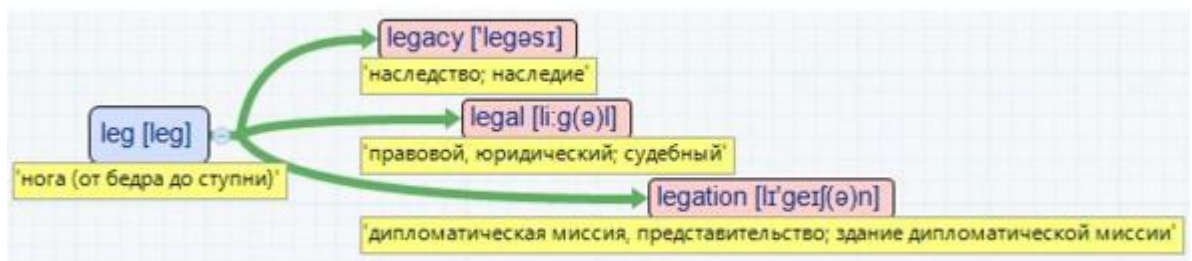 legacy ['legəsɪ]
'наследство; наследие'
leg [leg]
legal [li:g(ə)l]
'нога (от бедра до ступни)'
'правовой, юридический; судебный'
legation [lɪ'geɪʃ(ə)n]
'дипломатическая миссия, представительство; здание дипломатической миссии'